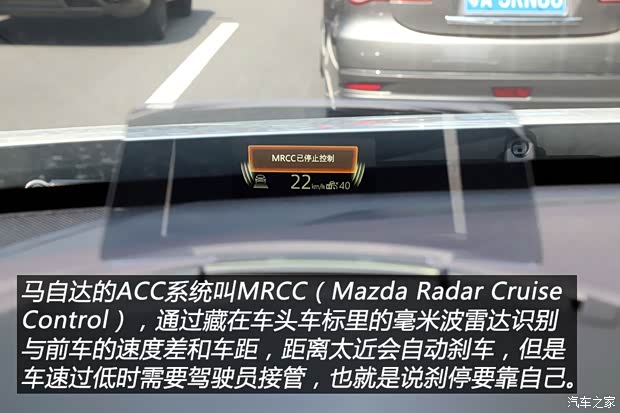 MRCC已停止控制
22 km/h 40
马自达的ACC系统叫MRCC（Mazda Radar Cruise
Control），通过藏在车头车标里的毫米波雷达识别
与前车的速度差和车距，距离太近会自动刹车，但是
车速过低时需要驾驶员接管，也就是说刹停要靠自己。
汽车之家